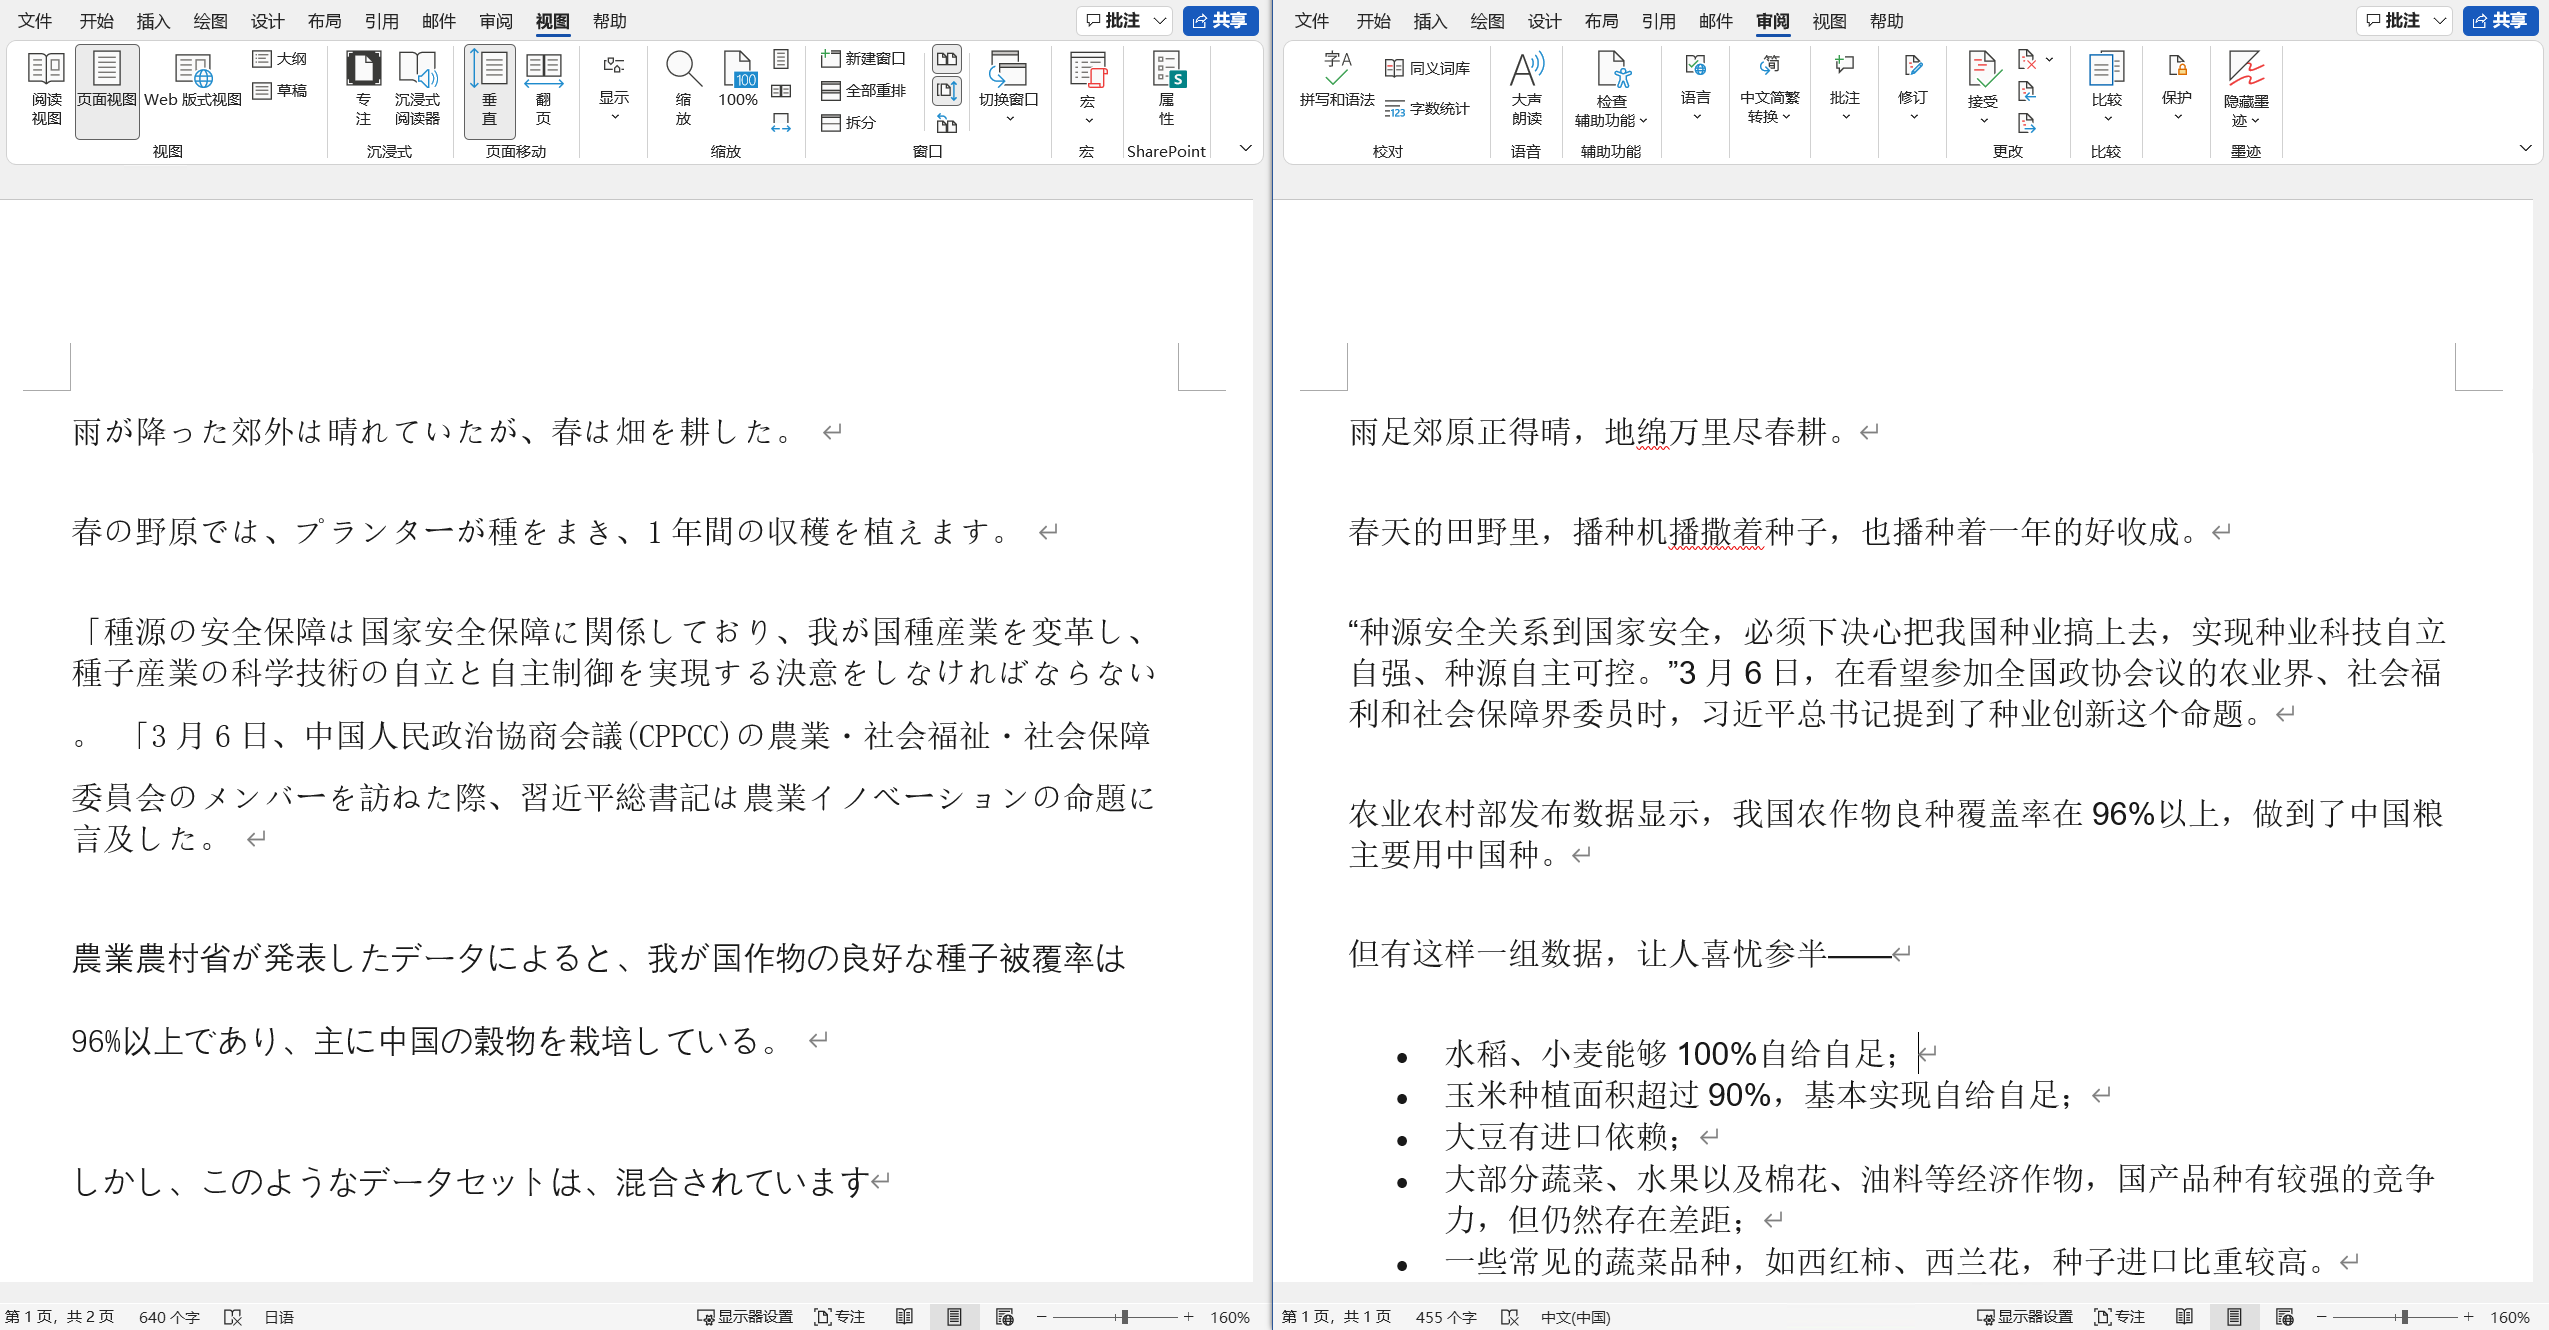 文件 开始 插入 绘图 设计 布局 引用 邮件 审阅 视图 帮助 批注 共享
阅读视图 页面视图 Web 版式视图 大纲 草稿 视图
专注 沉浸式阅读器 沉浸式
垂直 翻页 页面移动
显示
缩放 100% 100 缩放
新建窗口 全部重排 拆分 切换窗口 窗口
宏 宏
属性 S SharePoint
雨が降った郊外は晴れていたが、春は畑を耕した。
春の野原では、プランターが種をまき、1 年間の収穫を植えます。
「種源の安全保障は国家安全保障に関係しており、我が国種産業を変革し、
種子産業の科学技術の自立と自主制御を実現する決意をしなければならない
。 「3 月 6 日、中国人民政治協商会議(CPPCC)の農業・社会福祉・社会保障
委員会のメンバーを訪ねた際、習近平総書記は農業イノベーションの命題に
言及した。
農業農村省が発表したデータによると、我が国作物の良好な種子被覆率は
96%以上であり、主に中国の穀物を栽培している。
しかし、このようなデータセットは、混合されています
第 1 页，共 2 页 640 个字 日语 显示器设置 专注 160%
文件 开始 插入 绘图 设计 布局 引用 邮件 审阅 视图 帮助 批注 共享
字A 拼写和语法 同义词库 123 字数统计 校对
A 大声朗读 语音
检查辅助功能 辅助功能
语言
简 中文简繁转换
批注
修订
接受 更改
比较 比较
保护
隐藏墨迹 墨迹
雨足郊原正得晴，地绵万里尽春耕。
春天的田野里，播种机播撒着种子，也播种着一年的好收成。
“种源安全关系到国家安全，必须下决心把我国种业搞上去，实现种业科技自立
自强、种源自主可控。”3 月 6 日，在看望参加全国政协会议的农业界、社会福
利和社会保障界委员时，习近平总书记提到了种业创新这个命题。
农业农村部发布数据显示，我国农作物良种覆盖率在 96%以上，做到了中国粮
主要用中国种。
但有这样一组数据，让人喜忧参半——
• 水稻、小麦能够 100%自给自足；
• 玉米种植面积超过 90%，基本实现自给自足；
• 大豆有进口依赖；
• 大部分蔬菜、水果以及棉花、油料等经济作物，国产品种有较强的竞争
力，但仍然存在差距；
• 一些常见的蔬菜品种，如西红柿、西兰花，种子进口比重较高。
第 1 页，共 1 页 455 个字 中文(中国) 显示器设置 专注 160%